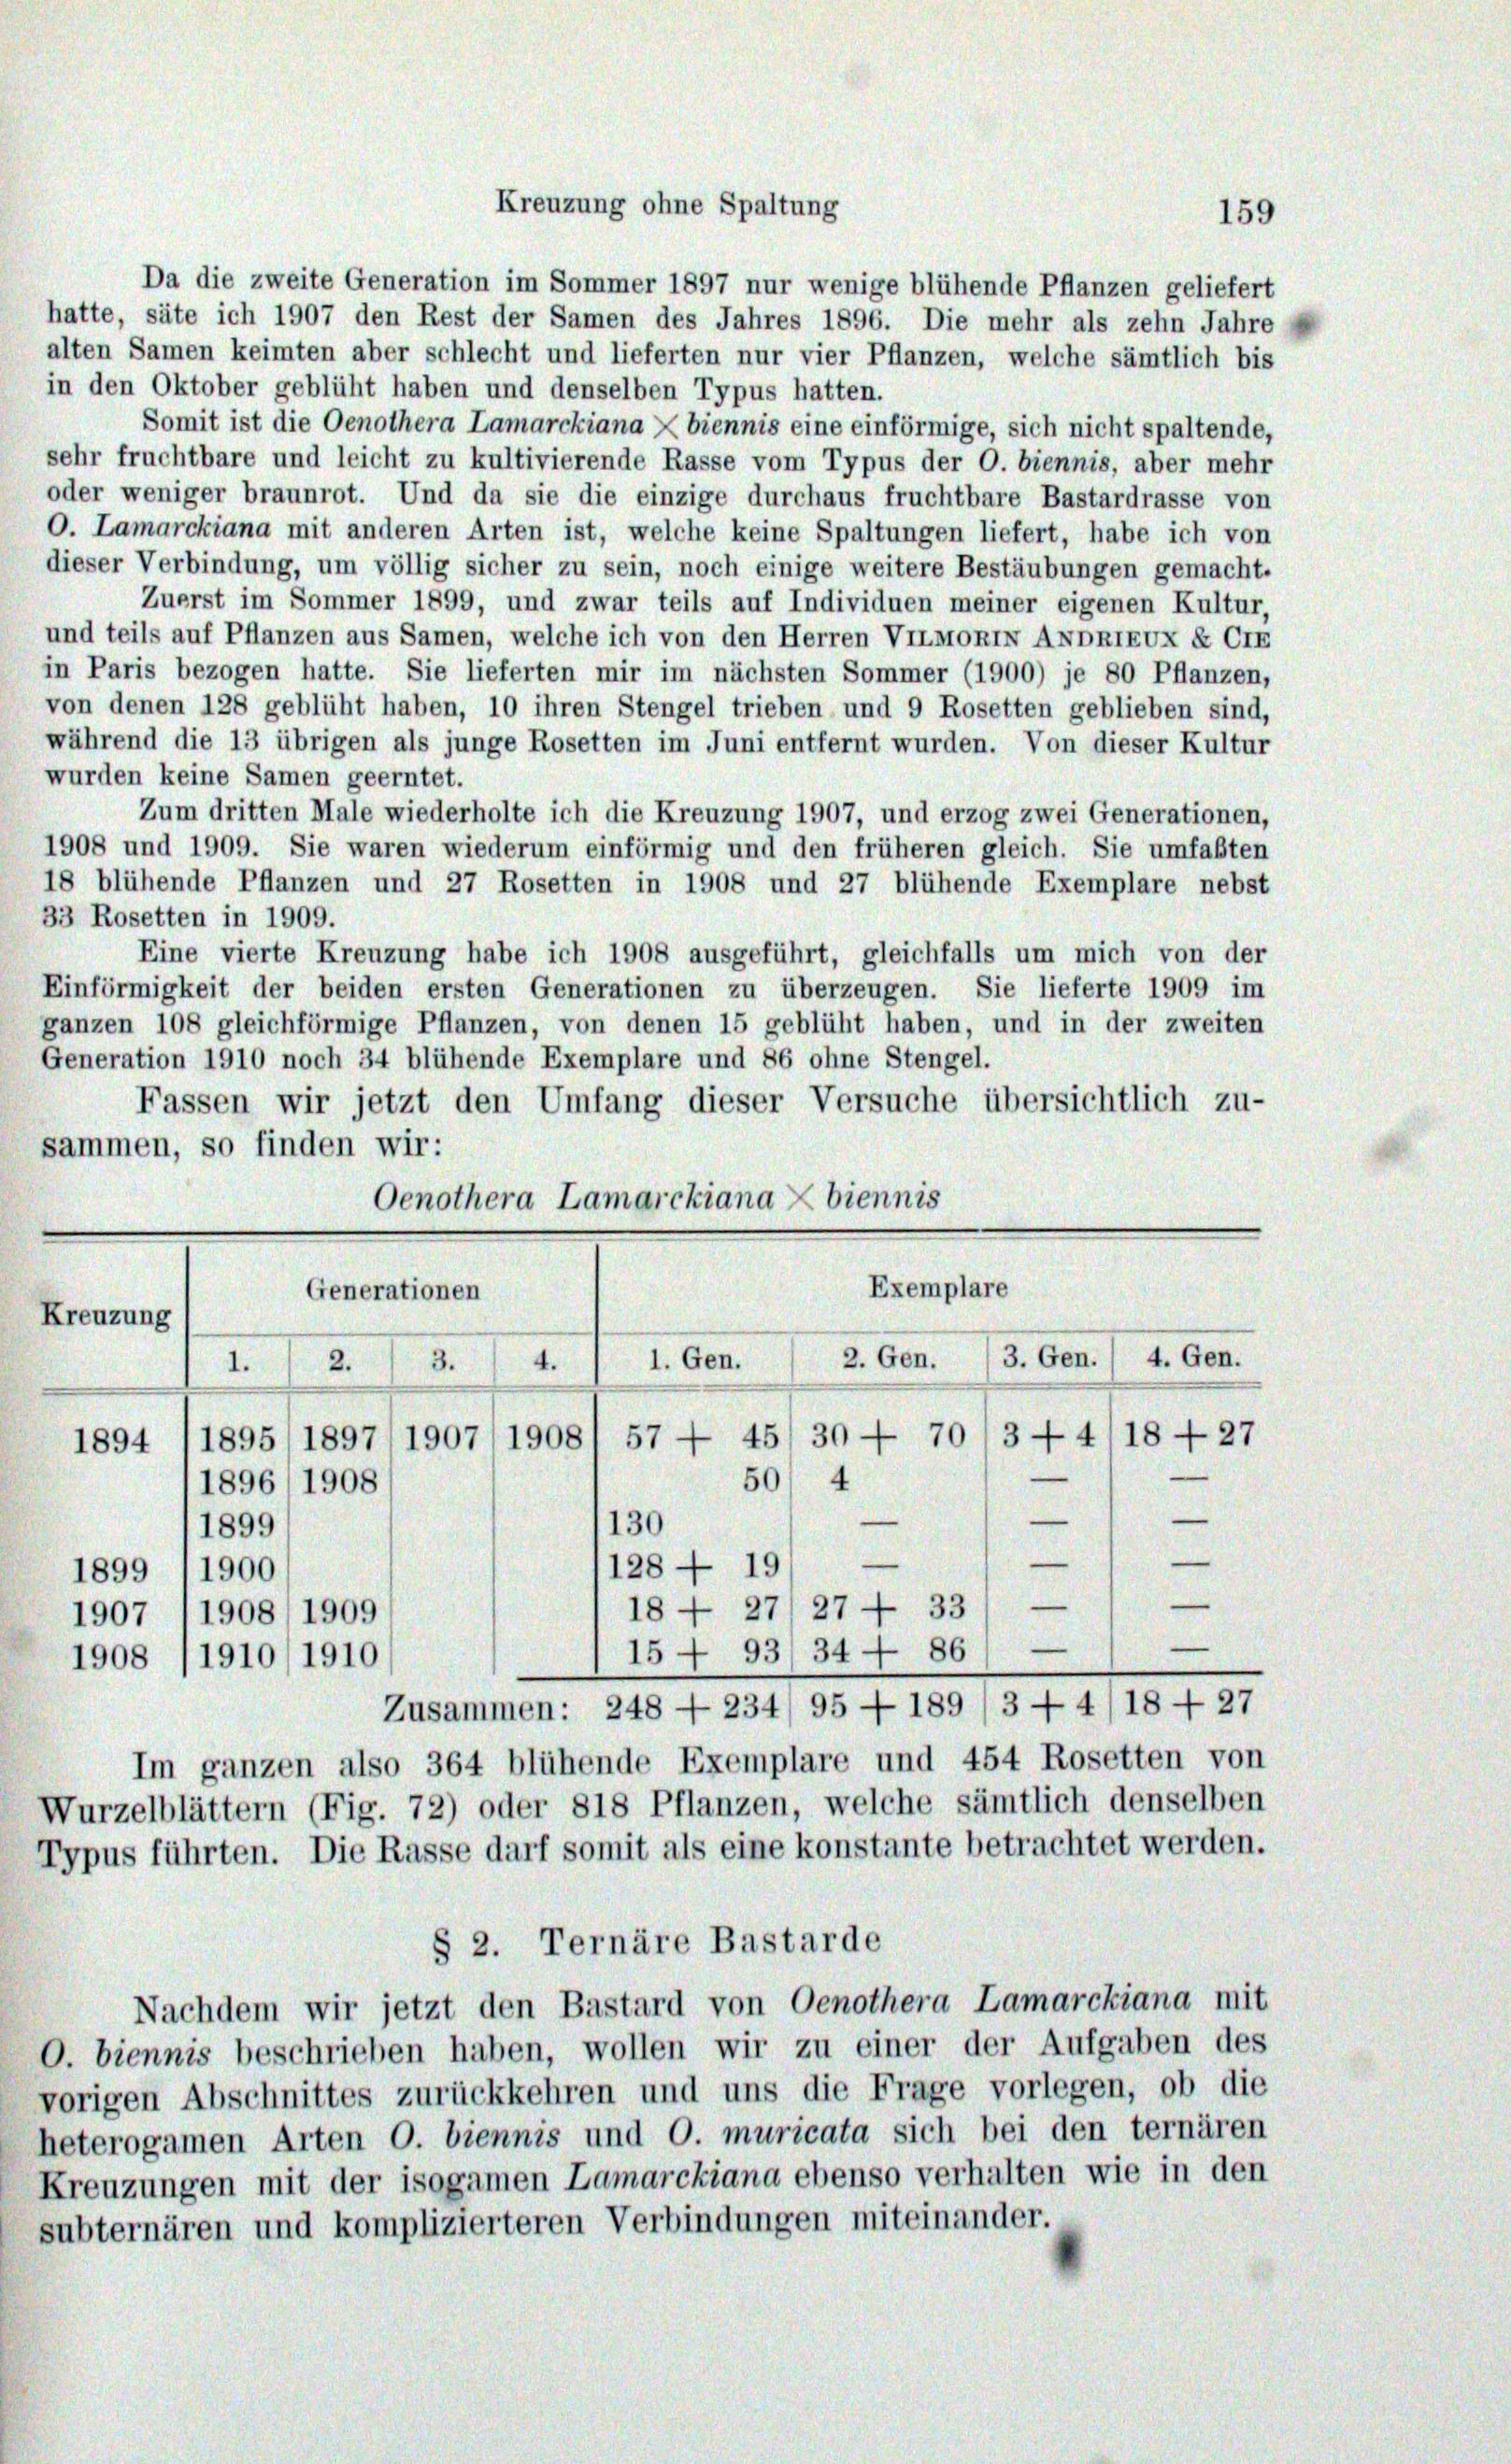 Kreuzung ohne Spaltung 159
Da die zweite Generation im Sommer 1897 nur wenige blühende Pflanzen geliefert
hatte, säte ich 1907 den Rest der Samen des Jahres 1896. Die mehr als zehn Jahre
alten Samen keimten aber schlecht und lieferten nur vier Pflanzen, welche sämtlich bis
in den Oktober geblüht haben und denselben Typus hatten.
Somit ist die Oenothera Lamarckiana × biennis eine einförmige, sich nicht spaltende,
sehr fruchtbare und leicht zu kultivierende Rasse vom Typus der O. biennis, aber mehr
oder weniger braunrot. Und da sie die einzige durchaus fruchtbare Bastardrasse von
O. Lamarckiana mit anderen Arten ist, welche keine Spaltungen liefert, habe ich von
dieser Verbindung, um völlig sicher zu sein, noch einige weitere Bestäubungen gemacht.
Zuerst im Sommer 1899, und zwar teils auf Individuen meiner eigenen Kultur,
und teils auf Pflanzen aus Samen, welche ich von den Herren VILMORIN ANDRIEUX & CIE
in Paris bezogen hatte. Sie lieferten mir im nächsten Sommer (1900) je 80 Pflanzen,
von denen 128 geblüht haben, 10 ihren Stengel trieben und 9 Rosetten geblieben sind,
während die 13 übrigen als junge Rosetten im Juni entfernt wurden. Von dieser Kultur
wurden keine Samen geerntet.
Zum dritten Male wiederholte ich die Kreuzung 1907, und erzog zwei Generationen,
1908 und 1909. Sie waren wiederum einförmig und den früheren gleich. Sie umfaßten
18 blühende Pflanzen und 27 Rosetten in 1908 und 27 blühende Exemplare nebst
33 Rosetten in 1909.
Eine vierte Kreuzung habe ich 1908 ausgeführt, gleichfalls um mich von der
Einförmigkeit der beiden ersten Generationen zu überzeugen. Sie lieferte 1909 im
ganzen 108 gleichförmige Pflanzen, von denen 15 geblüht haben, und in der zweiten
Generation 1910 noch 34 blühende Exemplare und 86 ohne Stengel.
Fassen wir jetzt den Umfang dieser Versuche übersichtlich zu-
sammen, so finden wir:
Oenothera Lamarckiana × biennis
Kreuzung Generationen Exemplare
1. 2. 3. 4. 1. Gen. 2. Gen. 3. Gen. 4. Gen.
1894 1895 1897 1907 1908 57 + 45 30 + 70 3 + 4 18 + 27
1896 1908 50 4 — —
1899 130 — — —
1899 1900 128 + 19 — — —
1907 1908 1909 18 + 27 27 + 33 — —
1908 1910 1910 15 + 93 34 + 86 — —
Zusammen: 248 + 234 95 + 189 3 + 4 18 + 27
Im ganzen also 364 blühende Exemplare und 454 Rosetten von
Wurzelblättern (Fig. 72) oder 818 Pflanzen, welche sämtlich denselben
Typus führten. Die Rasse darf somit als eine konstante betrachtet werden.
§ 2. Ternäre Bastarde
Nachdem wir jetzt den Bastard von Oenothera Lamarckiana mit
O. biennis beschrieben haben, wollen wir zu einer der Aufgaben des
vorigen Abschnittes zurückkehren und uns die Frage vorlegen, ob die
heterogamen Arten O. biennis und O. muricata sich bei den ternären
Kreuzungen mit der isogamen Lamarckiana ebenso verhalten wie in den
subternären und komplizierteren Verbindungen miteinander.